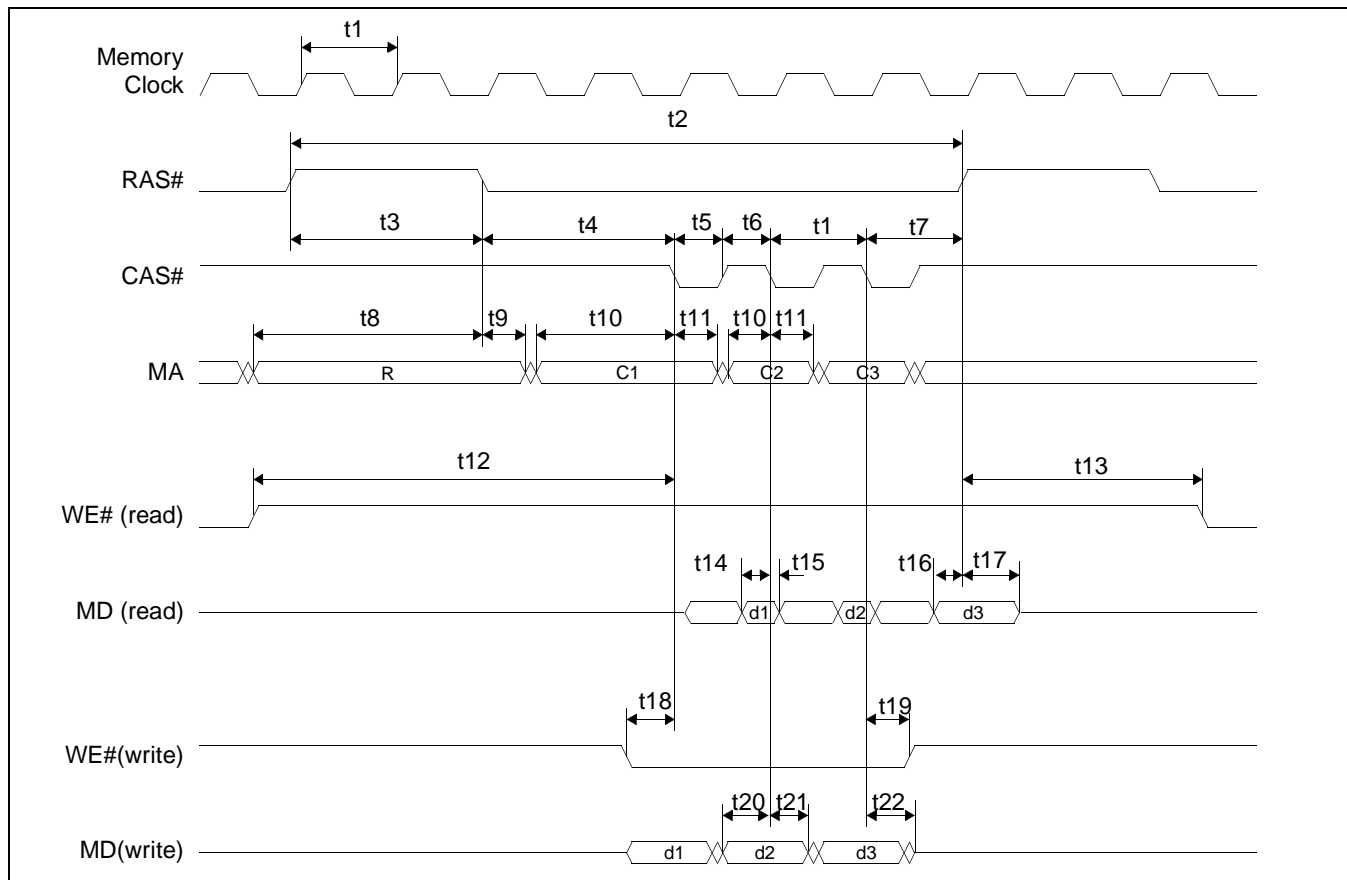 t1
Memory
Clock
t2
RAS#
t3 t4 t5 t6 t1 t7
CAS#
t8 t9 t10 t11 t10 t11
MA R C1 C2 C3
t12 t13
WE# (read)
t14 t15 t16 t17
MD (read) d1 d2 d3
t18 t19
WE#(write)
t20 t21 t22
MD(write) d1 d2 d3